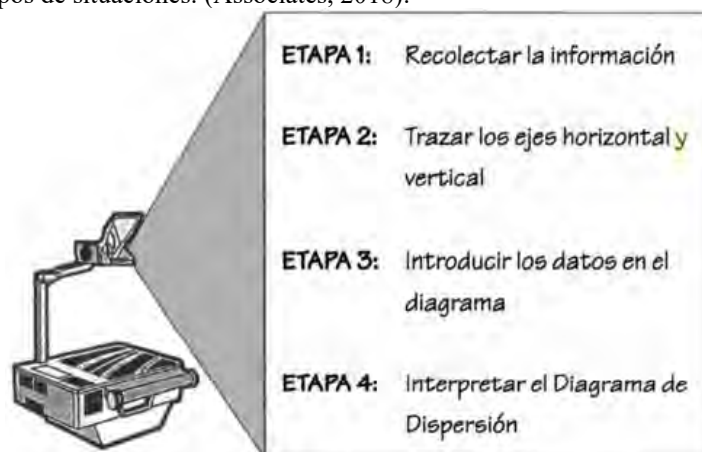 pos de situaciones. (Associates, 2018).
ETAPA 1: Recolectar la información
ETAPA 2: Trazar los ejes horizontal y
vertical
ETAPA 3: Introducir los datos en el
diagrama
ETAPA 4: Interpretar el Diagrama de
Dispersión